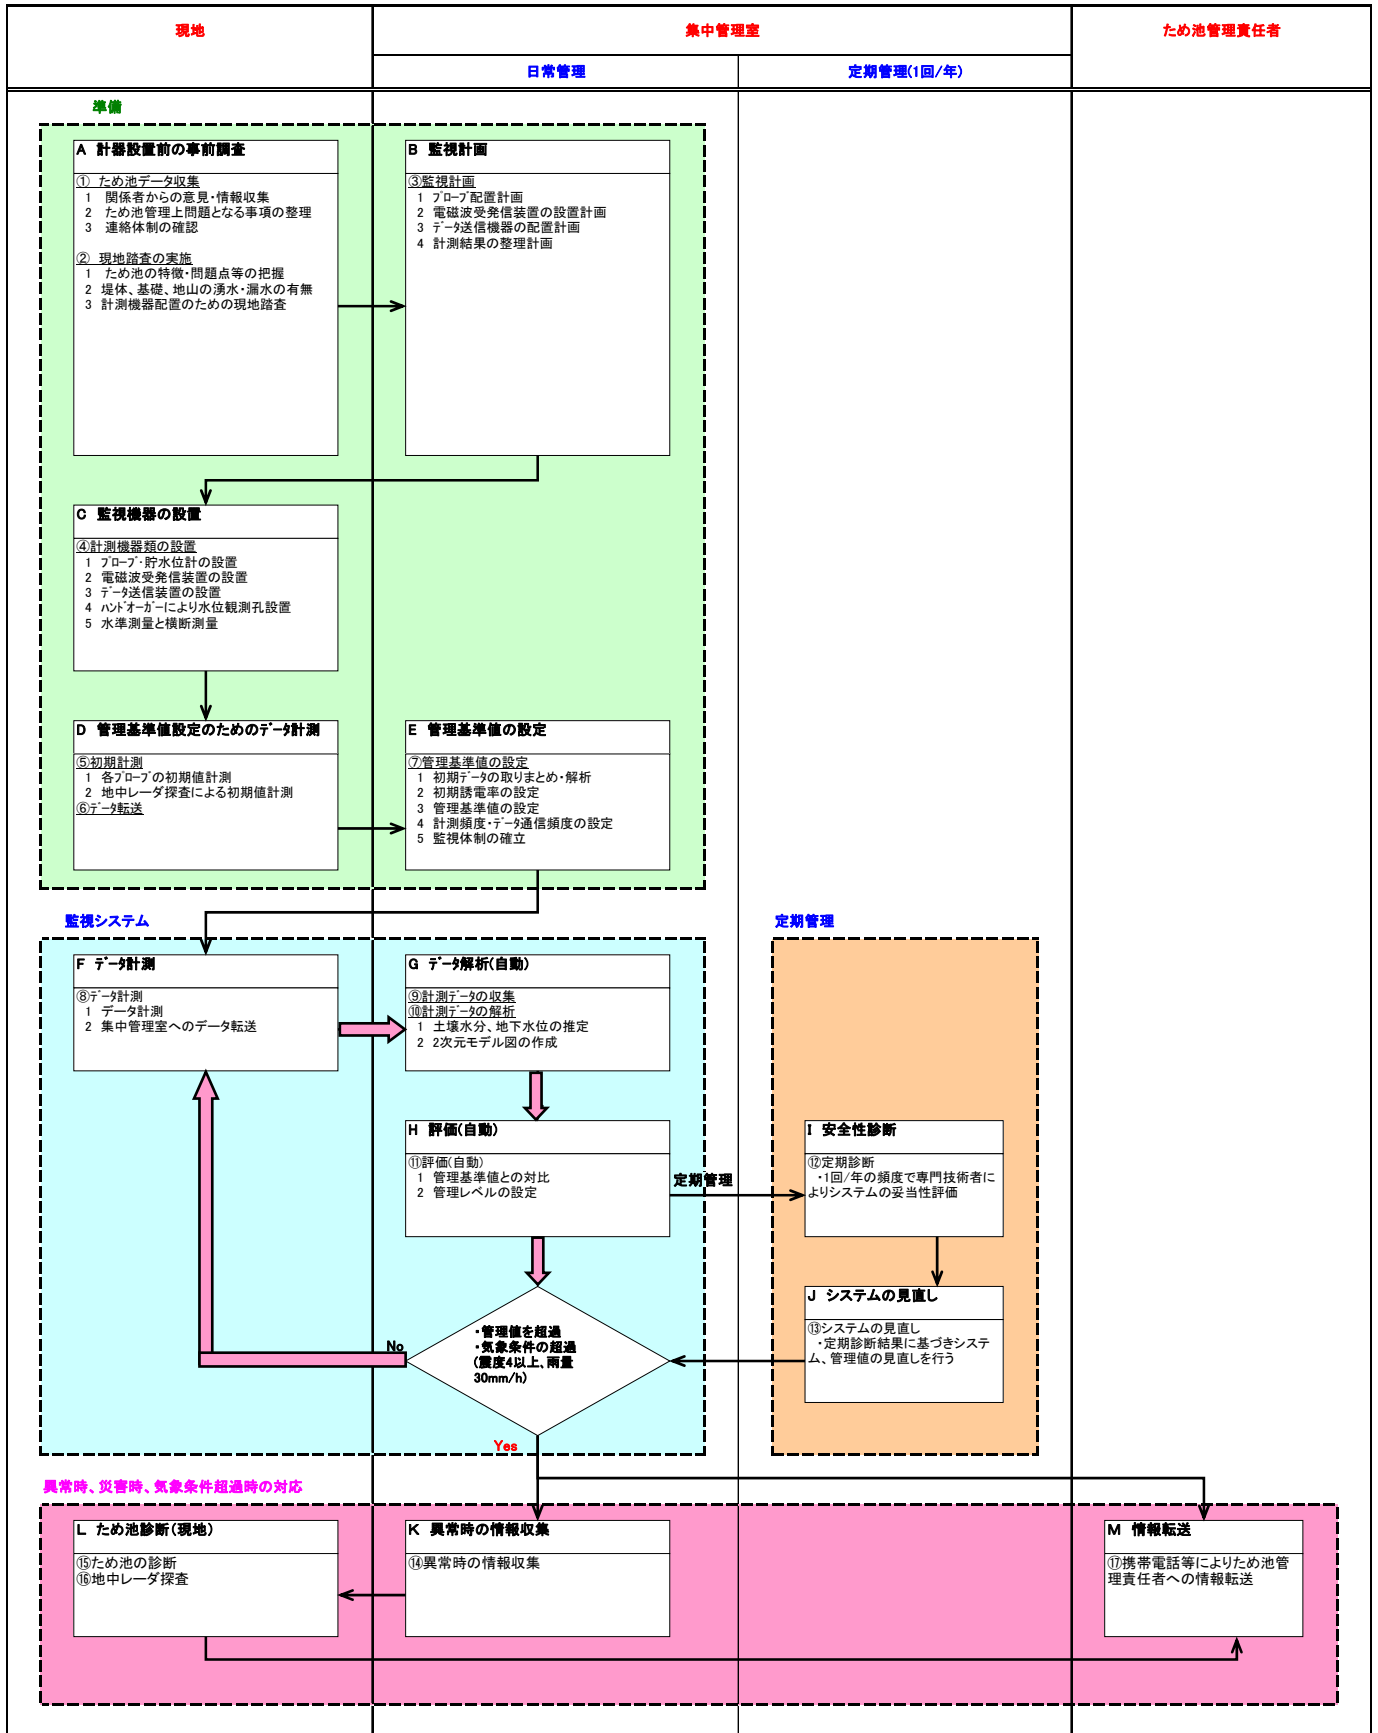 現地
集中管理室
ため池管理責任者
日常管理
定期管理(1回/年)
準備
A 計器設置前の事前調査
① ため池データ収集
1 関係者からの意見・情報収集
2 ため池管理上問題となる事項の整理
3 連絡体制の確認
② 現地踏査の実施
1 ため池の特徴・問題点等の把握
2 堤体、基礎、地山の湧水・漏水の有無
3 計測機器配置のための現地踏査
B 監視計画
③監視計画
1 ﾌﾟﾛｰﾌﾞ配置計画
2 電磁波受発信装置の設置計画
3 ﾃﾞｰﾀ送信機器の配置計画
4 計測結果の整理計画
C 監視機器の設置
④計測機器類の設置
1 ﾌﾟﾛｰﾌﾞ・貯水位計の設置
2 電磁波受発信装置の設置
3 ﾃﾞｰﾀ送信装置の設置
4 ﾊﾝﾄﾞｵｰｶﾞｰにより水位観測孔設置
5 水準測量と横断測量
D 管理基準値設定のためのﾃﾞｰﾀ計測
⑤初期計測
1 各ﾌﾟﾛｰﾌﾞの初期値計測
2 地中レーダ探査による初期値計測
⑥ﾃﾞｰﾀ転送
E 管理基準値の設定
⑦管理基準値の設定
1 初期ﾃﾞｰﾀの取りまとめ・解析
2 初期誘電率の設定
3 管理基準値の設定
4 計測頻度・ﾃﾞｰﾀ通信頻度の設定
5 監視体制の確立
監視システム
定期管理
F ﾃﾞｰﾀ計測
⑧ﾃﾞｰﾀ計測
1 データ計測
2 集中管理室へのデータ転送
G ﾃﾞｰﾀ解析(自動)
⑨計測ﾃﾞｰﾀの収集
⑩計測ﾃﾞｰﾀの解析
1 土壌水分、地下水位の推定
2 2次元モデル図の作成
H 評価(自動)
⑪評価(自動)
1 管理基準値との対比
2 管理レベルの設定
定期管理
I 安全性診断
⑫定期診断
・1回/年の頻度で専門技術者に
よりシステムの妥当性評価
J システムの見直し
⑬システムの見直し
・定期診断結果に基づきシステ
ム、管理値の見直しを行う
・管理値を超過
・気象条件の超過
(震度4以上、雨量
30mm/h)
No
Yes
異常時、災害時、気象条件超過時の対応
L ため池診断(現地)
⑮ため池の診断
⑯地中レーダ探査
K 異常時の情報収集
⑭異常時の情報収集
M 情報転送
⑰携帯電話等によりため池管
理責任者への情報転送